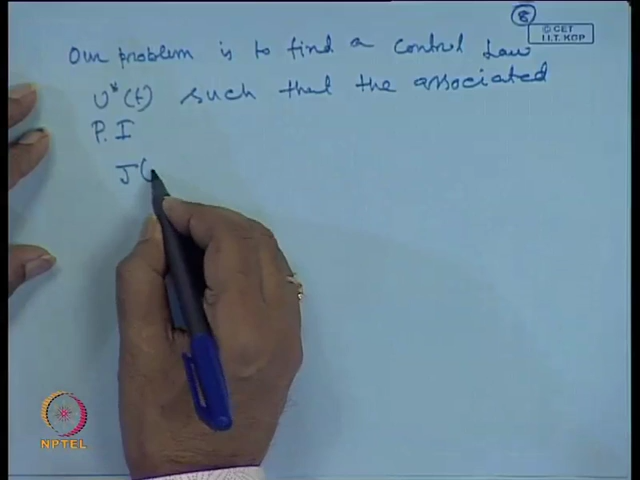 8
© CET
I.I.T. KGP
Our problem is to find a control Law
U*(t) such that the associated
P.I
J(
NPTEL